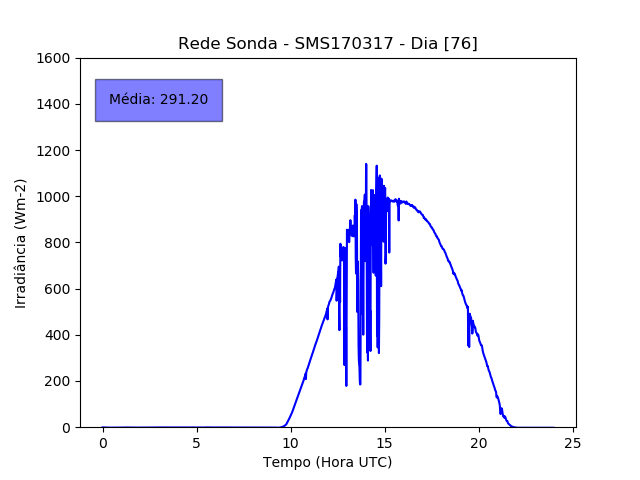 Rede Sonda - SMS170317 - Dia [76]
1600
1400
1200
1000
800
600
400
200
0
Média: 291.20
Irradiância (Wm-2)
0 5 10 15 20 25
Tempo (Hora UTC)